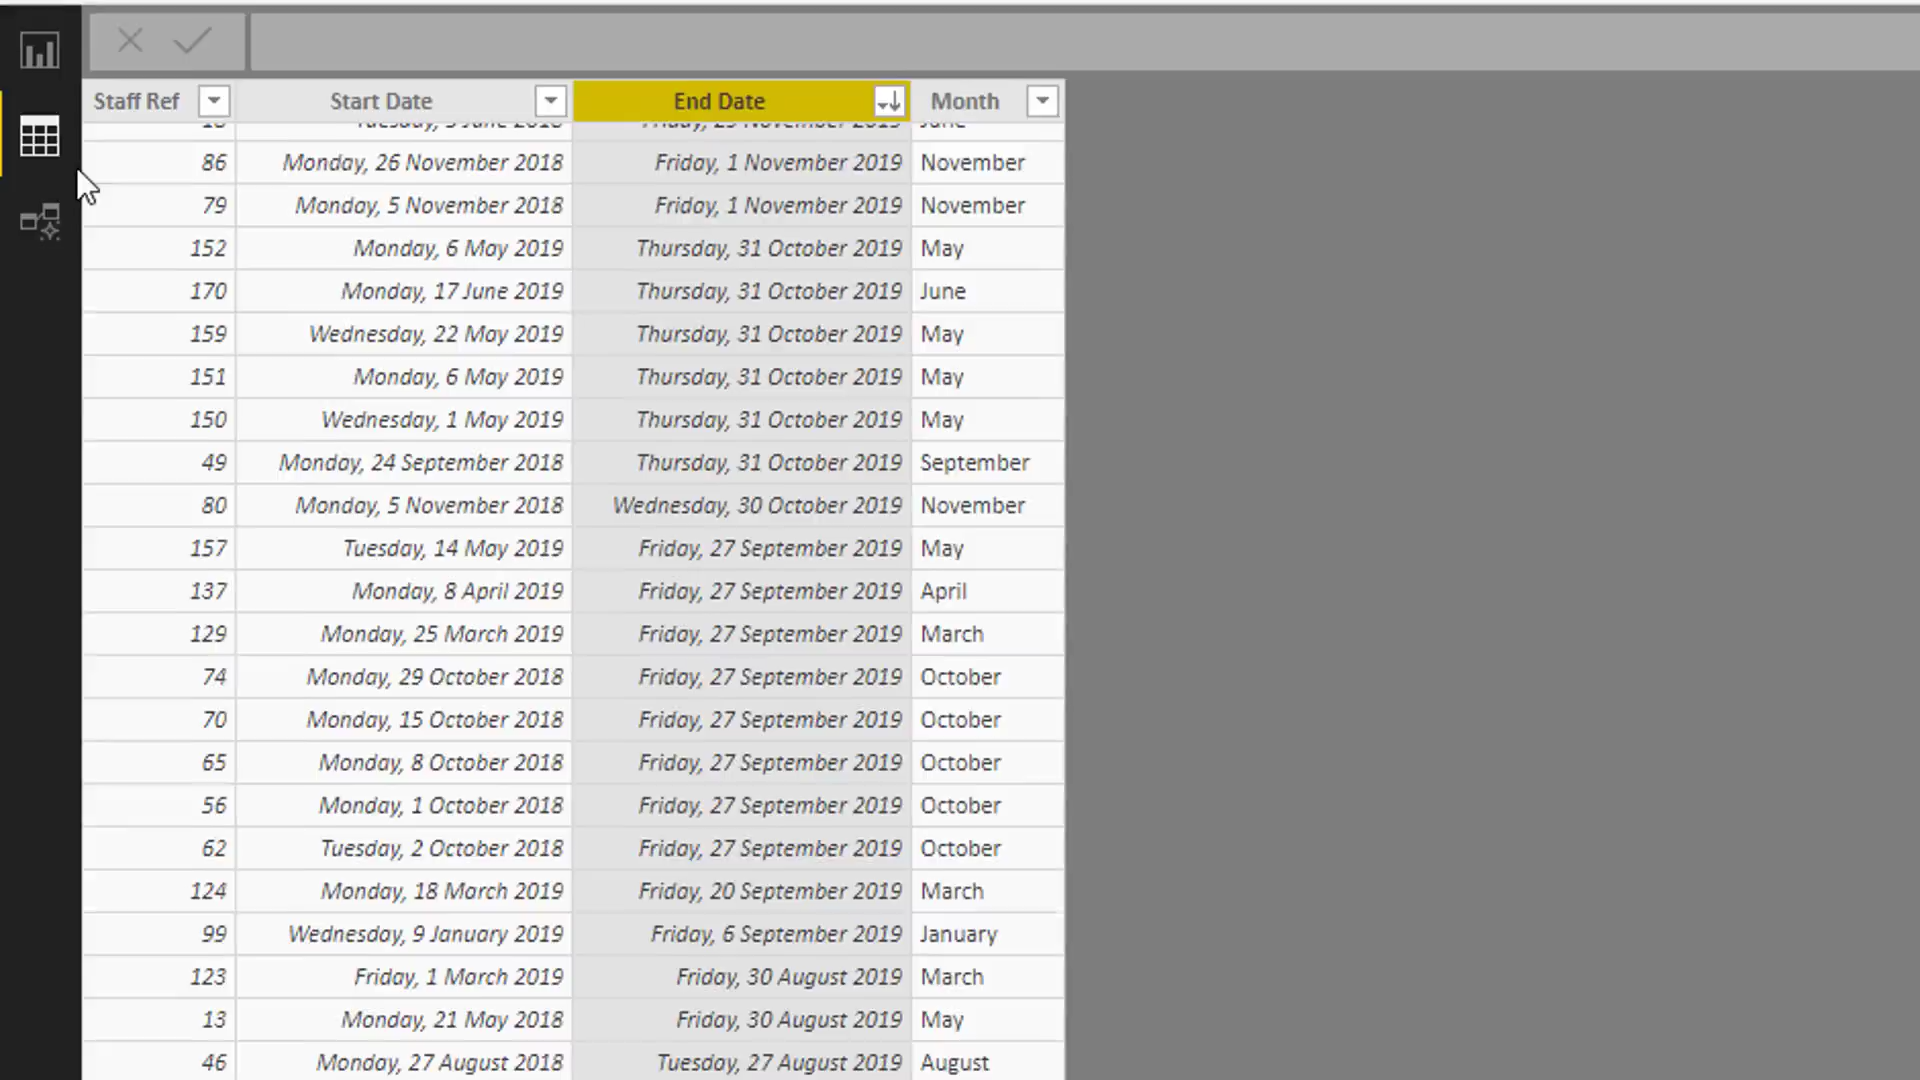 Staff Ref Start Date End Date Month
86 Monday, 26 November 2018 Friday, 1 November 2019 November
79 Monday, 5 November 2018 Friday, 1 November 2019 November
152 Monday, 6 May 2019 Thursday, 31 October 2019 May
170 Monday, 17 June 2019 Thursday, 31 October 2019 June
159 Wednesday, 22 May 2019 Thursday, 31 October 2019 May
151 Monday, 6 May 2019 Thursday, 31 October 2019 May
150 Wednesday, 1 May 2019 Thursday, 31 October 2019 May
49 Monday, 24 September 2018 Thursday, 31 October 2019 September
80 Monday, 5 November 2018 Wednesday, 30 October 2019 November
157 Tuesday, 14 May 2019 Friday, 27 September 2019 May
137 Monday, 8 April 2019 Friday, 27 September 2019 April
129 Monday, 25 March 2019 Friday, 27 September 2019 March
74 Monday, 29 October 2018 Friday, 27 September 2019 October
70 Monday, 15 October 2018 Friday, 27 September 2019 October
65 Monday, 8 October 2018 Friday, 27 September 2019 October
56 Monday, 1 October 2018 Friday, 27 September 2019 October
62 Tuesday, 2 October 2018 Friday, 27 September 2019 October
124 Monday, 18 March 2019 Friday, 20 September 2019 March
99 Wednesday, 9 January 2019 Friday, 6 September 2019 January
123 Friday, 1 March 2019 Friday, 30 August 2019 March
13 Monday, 21 May 2018 Friday, 30 August 2019 May
46 Monday, 27 August 2018 Tuesday, 27 August 2019 August